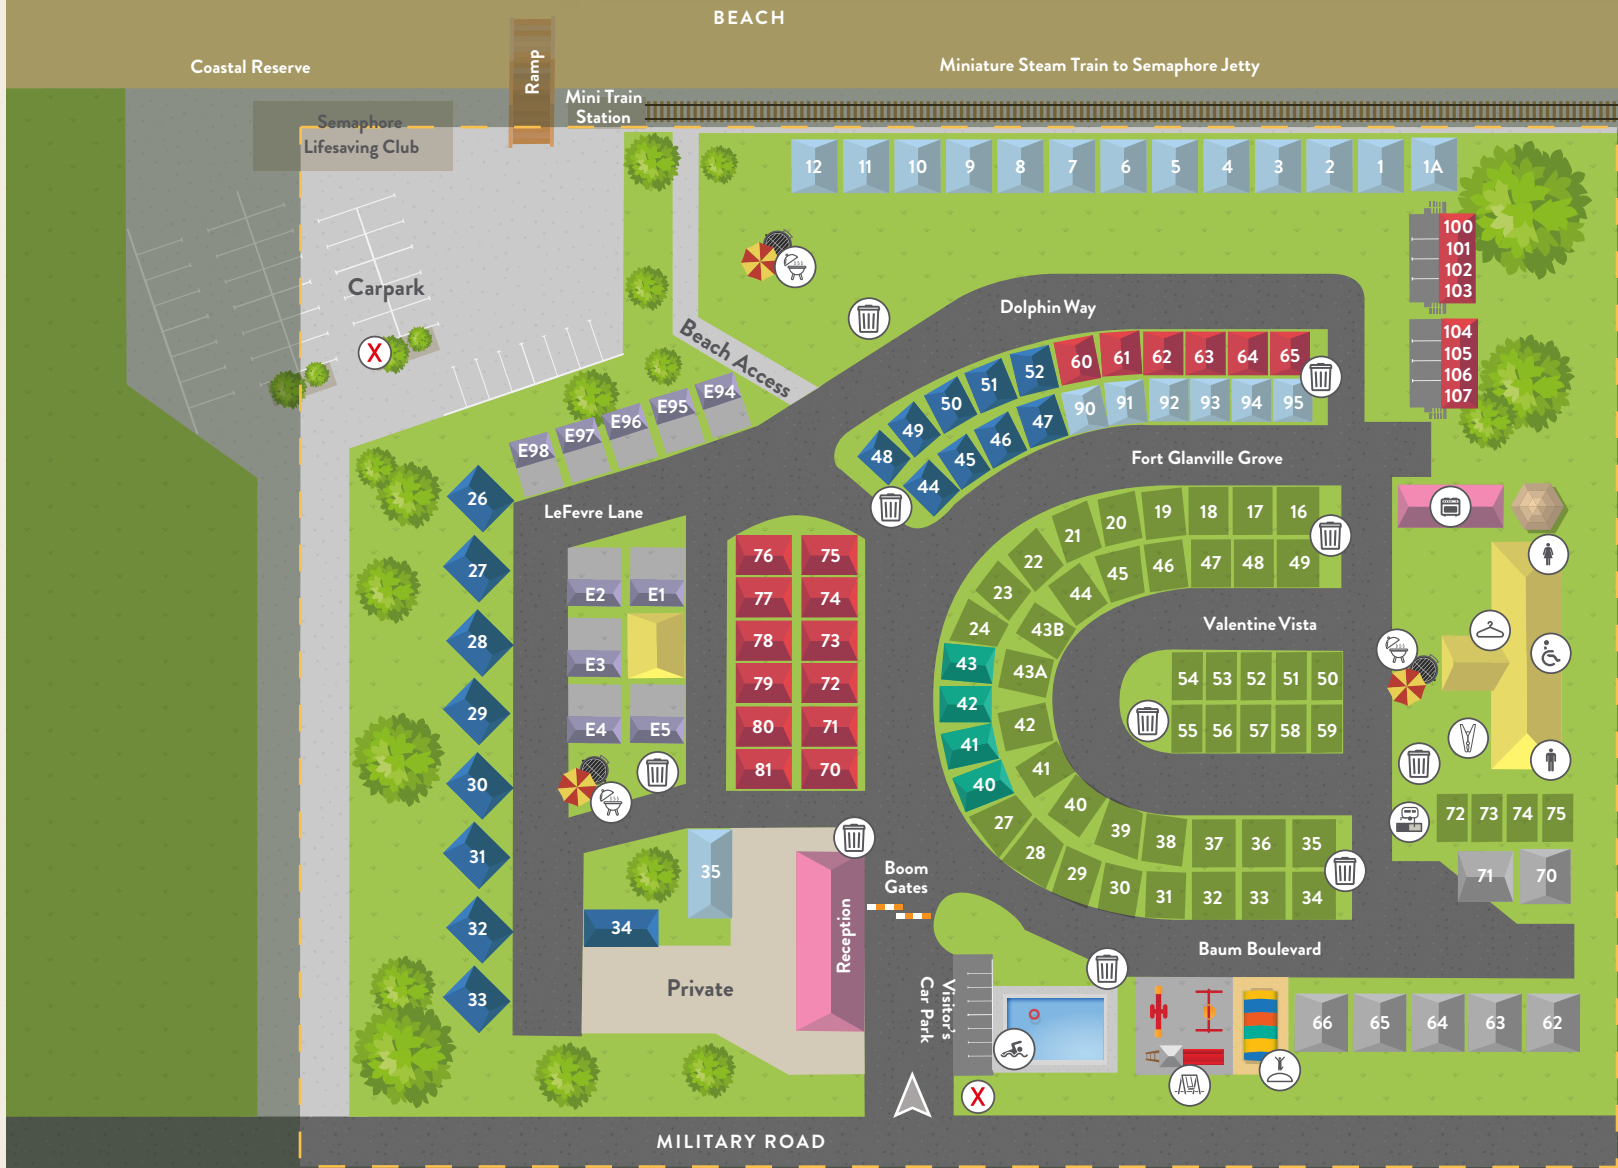 BEACH
Coastal Reserve
Ramp
Miniature Steam Train to Semaphore Jetty
Mini Train
Station
Semaphore
Lifesaving Club
12 11 10 9 8 7 6 5 4 3 2 1 1A
100
101
102
103
Carpark
X
Beach Access
Dolphin Way
104
105
106
107
60 61 62 63 64 65
52
51
50
49
48
90 91 92 93 94 95
47
46
45
44
E94
E95
E96
E97
E98
Fort Glanville Grove
LeFevre Lane
26
27
28
29
30
31
32
33
E2 E1
E3
E4 E5
76 75
77 74
78 73
79 72
80 71
81 70
16
17
18
19
20
21
22
23
24
43
42
41
40
27
28
29
30
31
32
33
34
49
48
47
46
45
44
43B
43A
42
41
40
39
38
37
36
35
Valentine Vista
54 53 52 51 50
55 56 57 58 59
72 73 74 75
71 70
35
34
Reception
Private
Boom
Gates
Baum Boulevard
Visitor's
Car Park
66 65 64 63 62
X
MILITARY ROAD